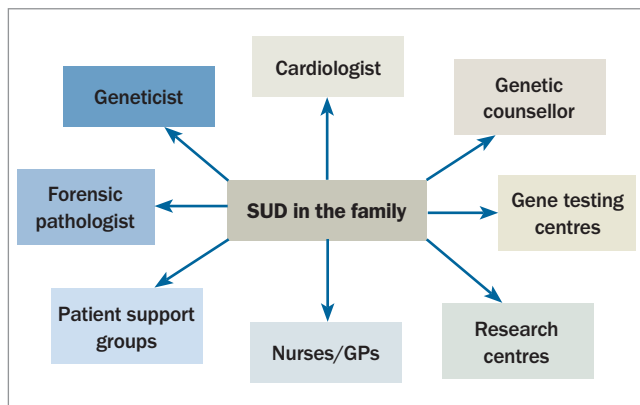 Cardiologist
Geneticist
Genetic
counsellor
Forensic
pathologist
SUD in the family
Gene testing
centres
Patient support
groups
Nurses/GPs
Research
centres